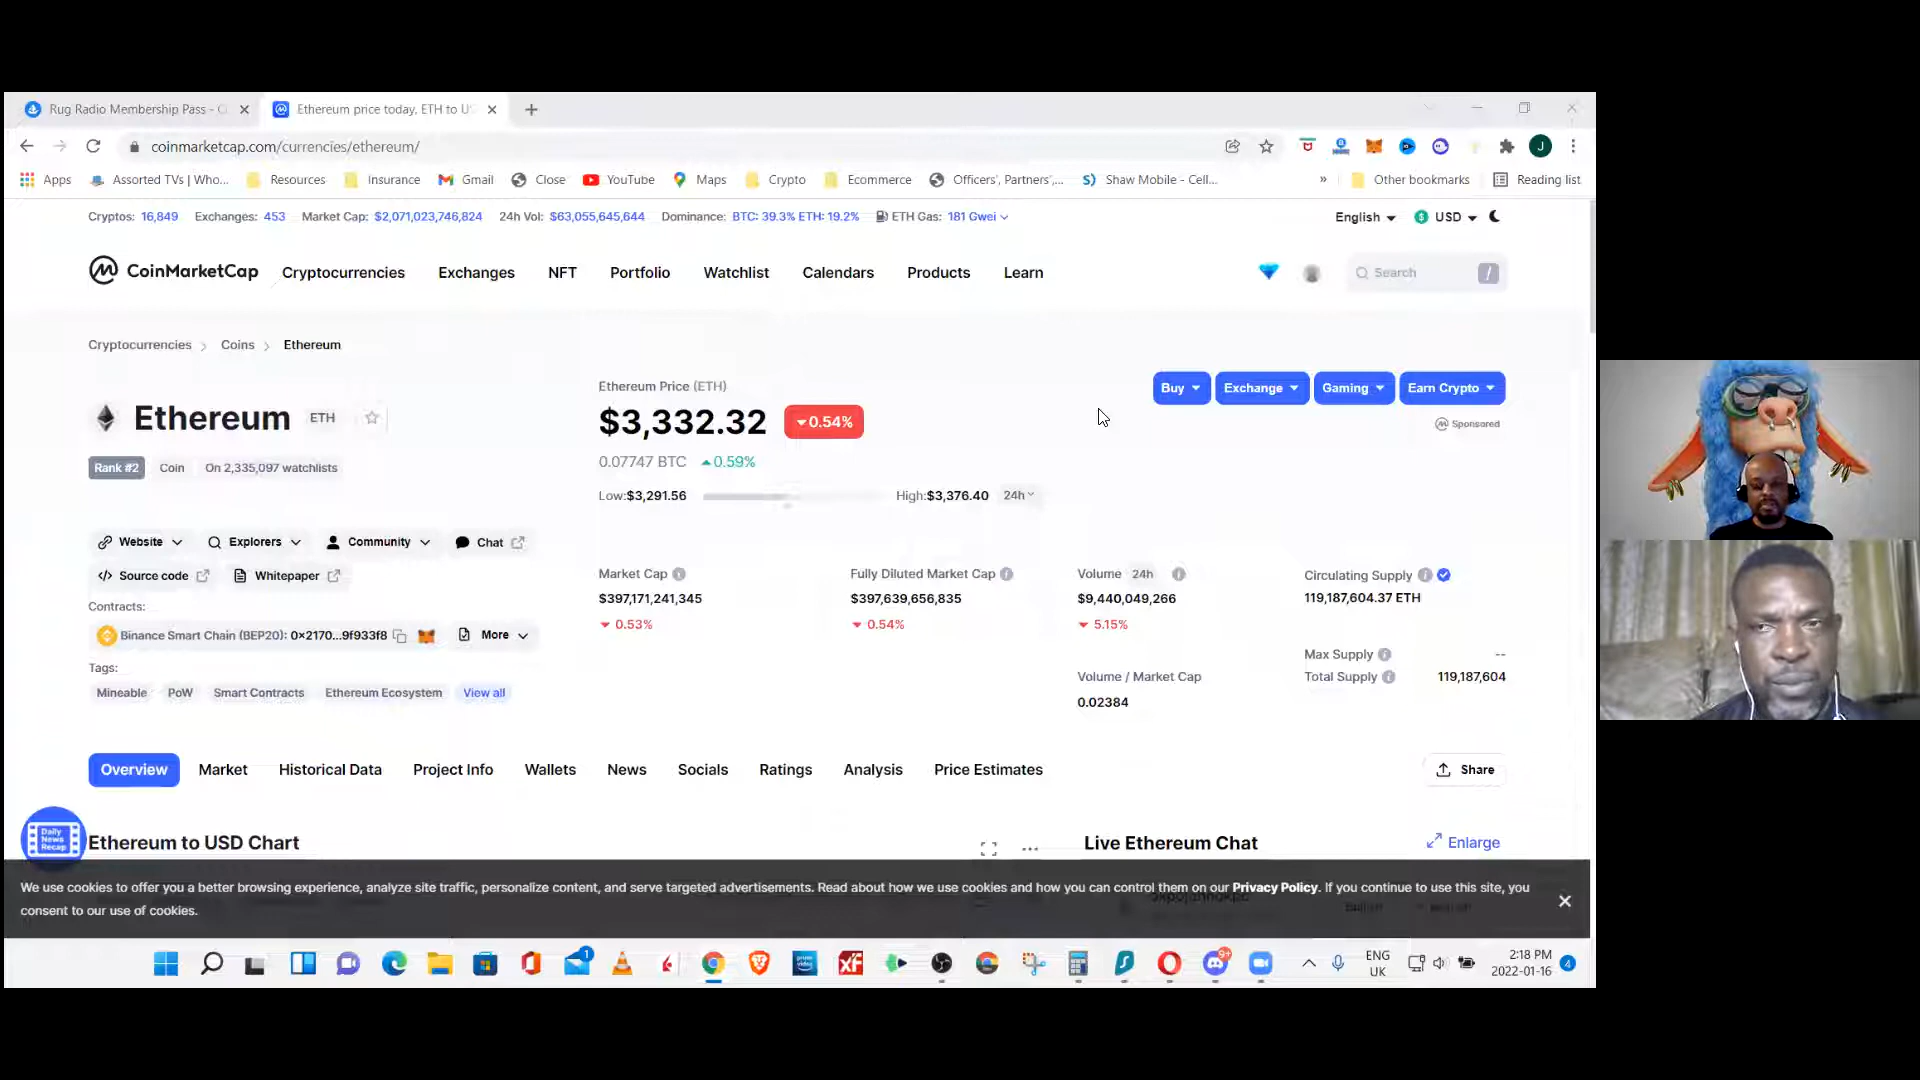 Rug Radio Membership Pass - C
Ethereum price today, ETH to U
coinmarketcap.com/currencies/ethereum/
J
Apps Assorted TVs | Who... Resources Insurance Gmail Close YouTube Maps Crypto Ecommerce Officers', Partners',... Shaw Mobile - Cell... » Other bookmarks Reading list
Cryptos: 16,849 Exchanges: 453 Market Cap: $2,071,023,746,824 24h Vol: $63,055,645,644 Dominance: BTC: 39.3% ETH: 19.2% ETH Gas: 181 Gwei English USD
CoinMarketCap Cryptocurrencies Exchanges NFT Portfolio Watchlist Calendars Products Learn Search /
Cryptocurrencies Coins Ethereum
Ethereum Price (ETH)
Buy Exchange Gaming Earn Crypto
Ethereum ETH
$3,332.32 0.54%
Sponsored
Rank #2 Coin On 2,335,097 watchlists
0.07747 BTC 0.59%
Low:$3,291.56 High:$3,376.40 24h
Website Explorers Community Chat
Source code Whitepaper
Market Cap Fully Diluted Market Cap Volume 24h Circulating Supply
$397,171,241,345 $397,639,656,835 $9,440,049,266 119,187,604.37 ETH
0.53% 0.54% 5.15%
Contracts:
Binance Smart Chain (BEP20): 0x2170...9f933f8 More
Max Supply --
Total Supply 119,187,604
Volume / Market Cap
0.02384
Tags:
Mineable PoW Smart Contracts Ethereum Ecosystem View all
Overview Market Historical Data Project Info Wallets News Socials Ratings Analysis Price Estimates Share
Daily
News
Recap
Ethereum to USD Chart Live Ethereum Chat Enlarge
We use cookies to offer you a better browsing experience, analyze site traffic, personalize content, and serve targeted advertisements. Read about how we use cookies and how you can control them on our Privacy Policy. If you continue to use this site, you
consent to our use of cookies.
1
prime video
XF
9+
ENG
UK
2:18 PM
2022-01-16
4